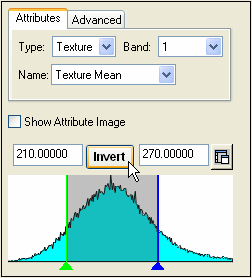 Attributes Advanced
Type: Texture Band: 1
Name: Texture Mean
Show Attribute Image
210.00000 Invert 270.00000